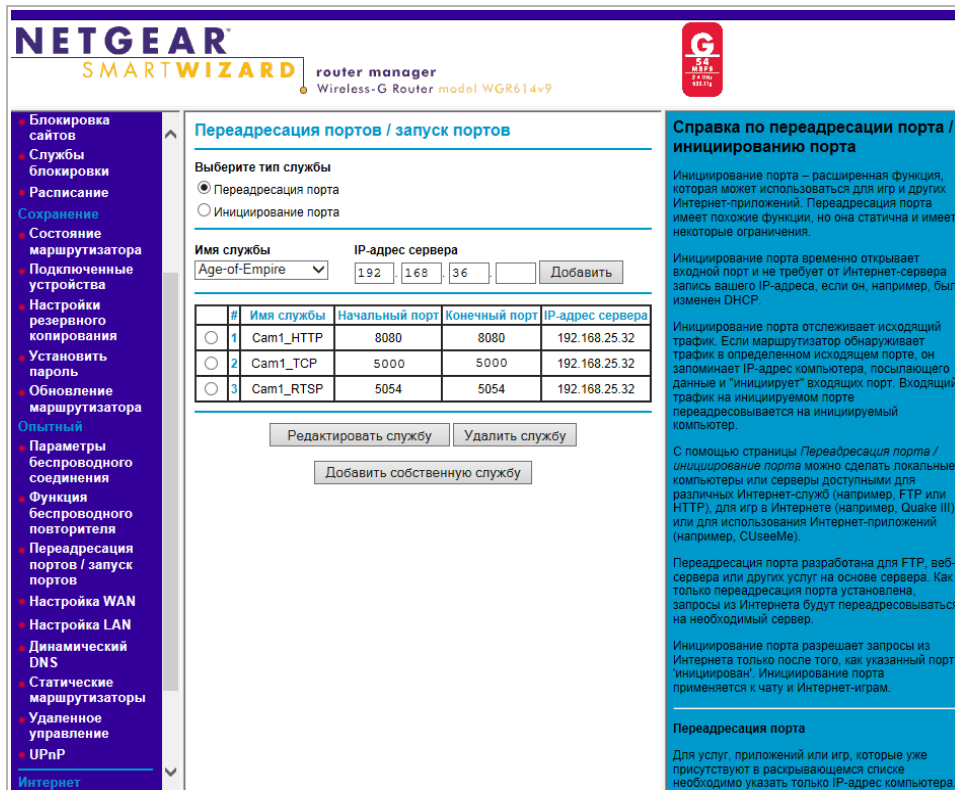 NETGEAR
SMARTWIZARD router manager
Wireless-G Router model WGR614v9
G
54
MBPS
2.4 GHz
802.11g
Блокировка
сайтов
Службы
блокировки
Расписание
Сохранение
Состояние
маршрутизатора
Подключенные
устройства
Настройки
резервного
копирования
Установить
пароль
Обновление
маршрутизатора
Опытный
Параметры
беспроводного
соединения
Функция
беспроводного
повторителя
Переадресация
портов / запуск
портов
Настройка WAN
Настройка LAN
Динамический
DNS
Статические
маршрутизаторы
Удаленное
управление
UPnP
Интернет
Переадресация портов / запуск портов
Выберите тип службы
Переадресация порта
Инициирование порта
Имя службы IP-адрес сервера
Age-of-Empire 192 . 168 . 36 . Добавить
# Имя службы Начальный порт Конечный порт IP-адрес сервера
1 Cam1_HTTP 8080 8080 192.168.25.32
2 Cam1_TCP 5000 5000 192.168.25.32
3 Cam1_RTSP 5054 5054 192.168.25.32
Редактировать службу Удалить службу
Добавить собственную службу
Справка по переадресации порта /
инициированию порта
Инициирование порта – расширенная функция,
которая может использоваться для игр и других
Интернет-приложений. Переадресация порта
имеет похожие функции, но она статична и имеет
некоторые ограничения.
Инициирование порта временно открывает
входной порт и не требует от Интернет-сервера
запись вашего IP-адреса, если он, например, был
изменен DHCP.
Инициирование порта отслеживает исходящий
трафик. Если маршрутизатор обнаруживает
трафик в определенном исходящем порте, он
запоминает IP-адрес компьютера, посылающего
данные и "инициирует" входящих порт. Входящий
трафик на инициируемом порте
переадресовывается на инициируемый
компьютер.
С помощью страницы Переадресация порта /
инициирование порта можно сделать локальные
компьютеры или серверы доступными для
различных Интернет-служб (например, FTP или
HTTP), для игр в Интернете (например, Quake III)
или для использования Интернет-приложений
(например, CUseeMe).
Переадресация порта разработана для FTP, веб-
сервера или других услуг на основе сервера. Как
только переадресация порта установлена,
запросы из Интернета будут переадресовываться
на необходимый сервер.
Инициирование порта разрешает запросы из
Интернета только после того, как указанный порт
'инициирован'. Инициирование порта
применяется к чату и Интернет-играм.
Переадресация порта
Для услуг, приложений или игр, которые уже
присутствуют в раскрывающемся списке
необходимо указать только IP-адрес компьютера.